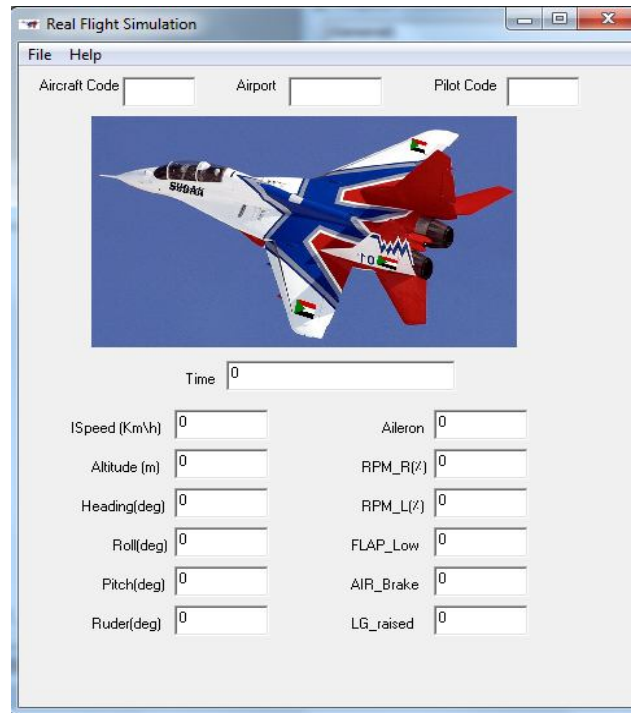 Real Flight Simulation
File Help
Aircraft Code Airport Pilot Code
SUDAN
10
Time 0
ISpeed (Km\h) 0 Aileron 0
Altitude (m) 0 RPM_R(%) 0
Heading(deg) 0 RPM_L(%) 0
Roll(deg) 0 FLAP_Low 0
Pitch(deg) 0 AIR_Brake 0
Ruder(deg) 0 LG_raised 0